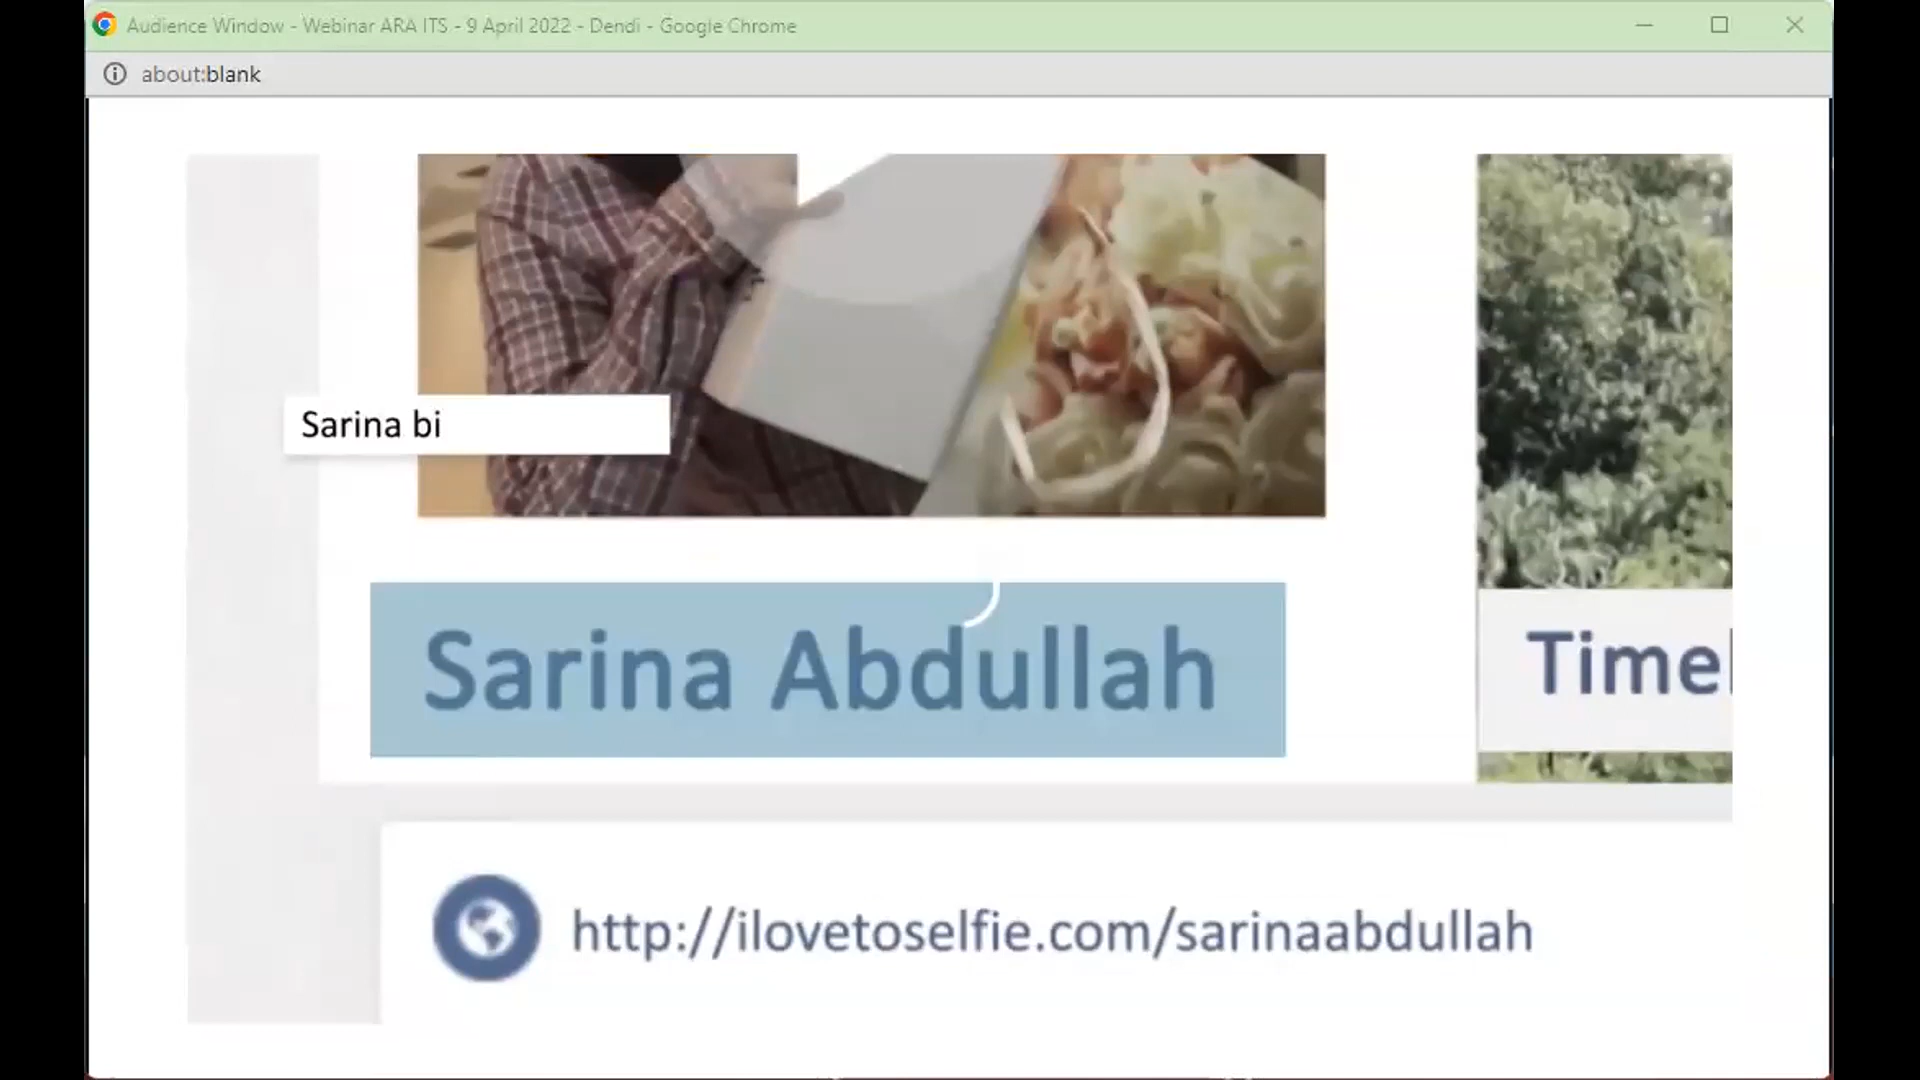 Audience Window - Webinar ARA ITS - 9 April 2022 - Dendi - Google Chrome
about:blank
Sarina bi
Sarina Abdullah
Timel
http://ilovetoselfie.com/sarinaabdullah